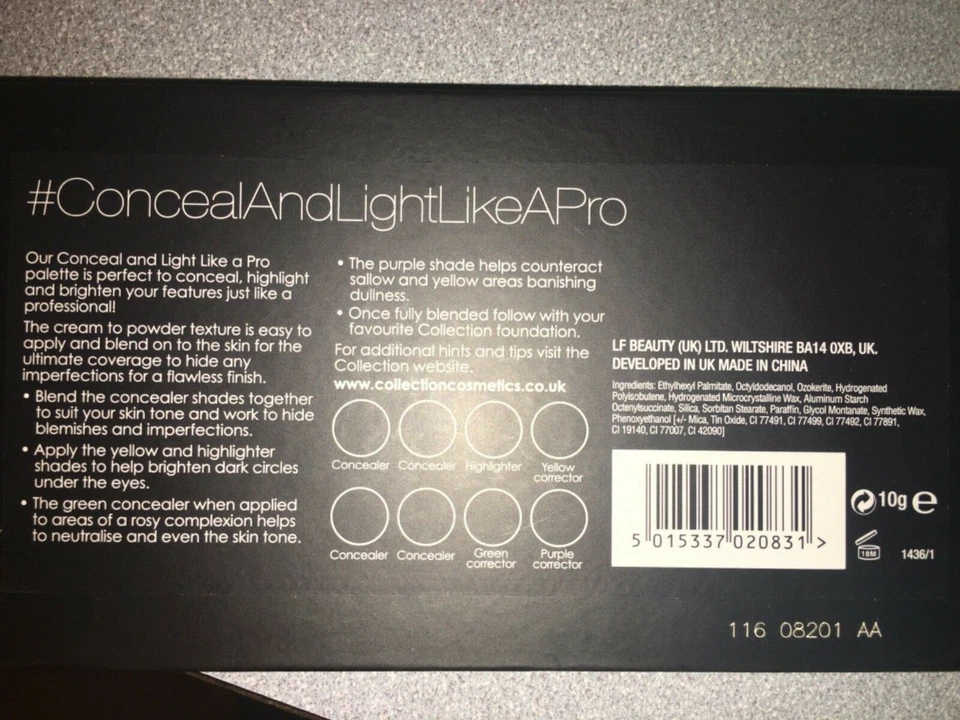 #ConcealAndLightLikeAPro
Our Conceal and Light Like a Pro
palette is perfect to conceal, highlight
and brighten your features just like a
professional!
The cream to powder texture is easy to
apply and blend on to the skin for the
ultimate coverage to hide any
imperfections for a flawless finish.
• Blend the concealer shades together
to suit your skin tone and work to hide
blemishes and imperfections.
• Apply the yellow and highlighter
shades to help brighten dark circles
under the eyes.
• The green concealer when applied
to areas of a rosy complexion helps
to neutralise and even the skin tone.
• The purple shade helps counteract
sallow and yellow areas banishing
dullness.
• Once fully blended follow with your
favourite Collection foundation.
For additional hints and tips visit the
Collection website.
www.collectioncosmetics.co.uk
Concealer Concealer Highlighter Yellow
corrector
Concealer Concealer Green Purple
corrector corrector
LF BEAUTY (UK) LTD. WILTSHIRE BA14 0XB, UK.
DEVELOPED IN UK MADE IN CHINA
Ingredients: Ethylhexyl Palmitate, Octyldodecanol, Ozokerite, Hydrogenated
Polyisobutene, Hydrogenated Microcrystalline Wax, Aluminum Starch
Octenylsuccinate, Silica, Sorbitan Stearate, Paraffin, Glycol Montanate, Synthetic Wax,
Phenoxyethanol [+/- Mica, Tin Oxide, CI 77491, CI 77499, CI 77492, CI 77891,
CI 19140, CI 77007, CI 42090]
5 015337 020831 >
10g e
18M
1436/1
116 08201 AA